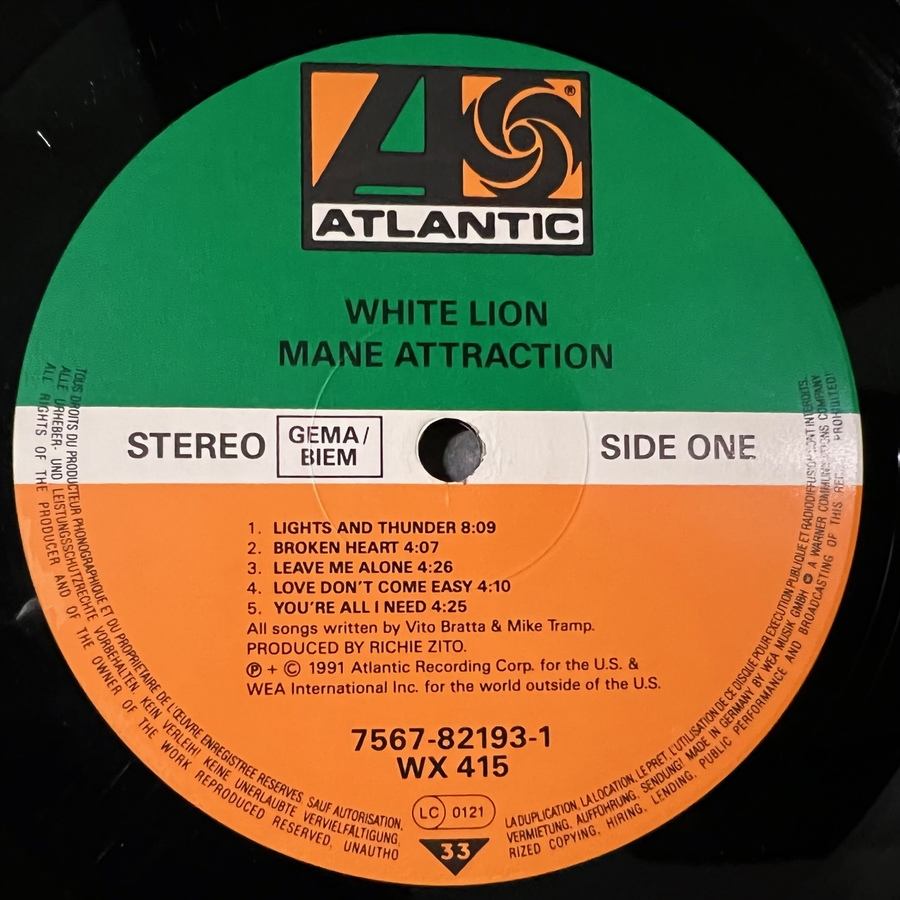 ®
ATLANTIC
WHITE LION
MANE ATTRACTION
STEREO
GEMA/
BIEM
SIDE ONE
1. LIGHTS AND THUNDER 8:09
2. BROKEN HEART 4:07
3. LEAVE ME ALONE 4:26
4. LOVE DON'T COME EASY 4:10
5. YOU'RE ALL I NEED 4:25
All songs written by Vito Bratta & Mike Tramp.
PRODUCED BY RICHIE ZITO.
℗ + © 1991 Atlantic Recording Corp. for the U.S. &
WEA International Inc. for the world outside of the U.S.
7567-82193-1
WX 415
LC 0121
33
TOUS DROITS DU PRODUCTEUR PHONOGRAPHIQUE ET DU PROPRIETAIRE DE L'ŒUVRE ENREGISTREE RESERVES. SAUF AUTORISATION, LA DUPLICATION, LA LOCATION, LE PRET, L'UTILISATION DE CE DISQUE POUR EXECUTION PUBLIQUE ET RADIODIFFUSION SONT INTERDITS.
ALLE URHEBER- UND LEISTUNGSSCHUTZRECHTE VORBEHALTEN. KEIN VERLEIH! KEINE UNERLAUBTE VERVIELFÄLTIGUNG, VERMIETUNG, AUFFÜHRUNG, SENDUNG! MADE IN GERMANY BY WEA MUSIK GMBH A WARNER COMMUNICATIONS COMPANY
ALL RIGHTS OF THE PRODUCER AND OF THE OWNER OF THE WORK REPRODUCED RESERVED. UNAUTHORIZED COPYING, HIRING, LENDING, PUBLIC PERFORMANCE AND BROADCASTING OF THIS REC. PROHIBITED!